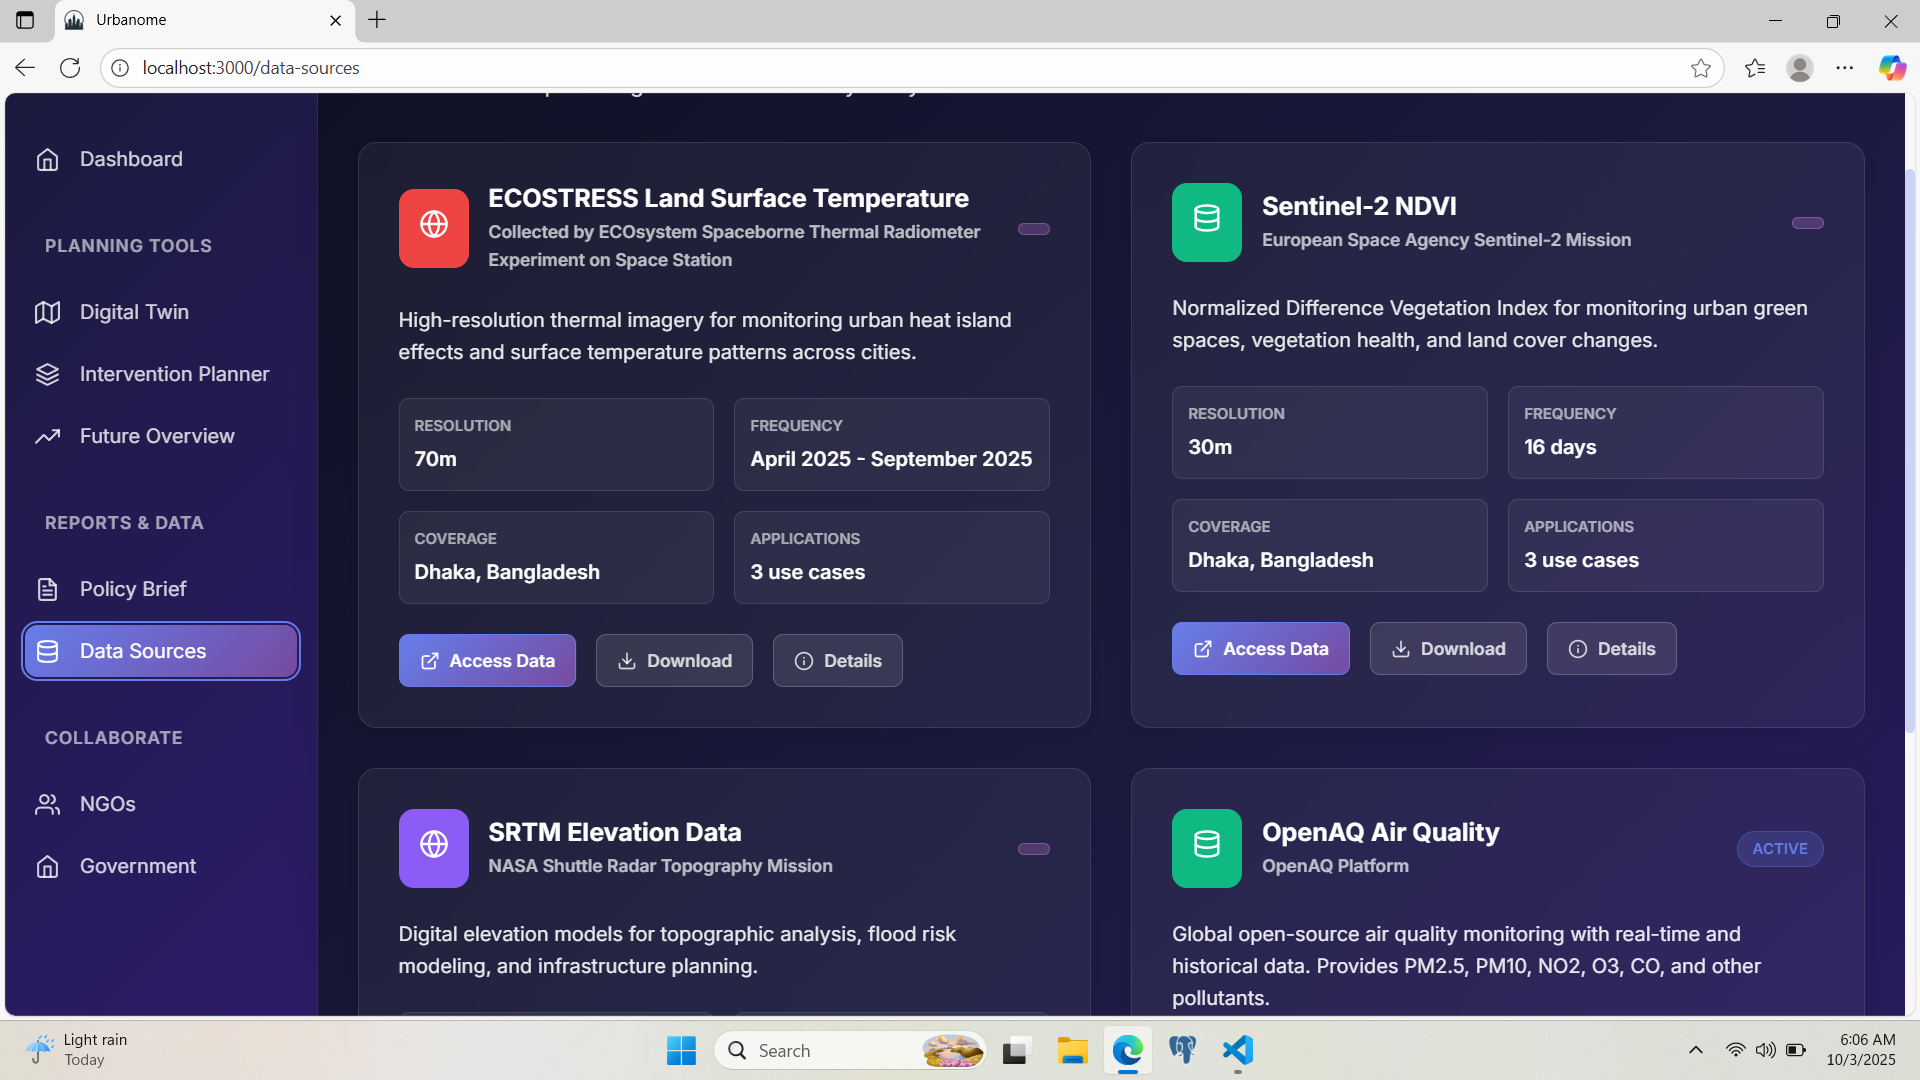 Urbanome
localhost:3000/data-sources
Dashboard
PLANNING TOOLS
Digital Twin
Intervention Planner
Future Overview
REPORTS & DATA
Policy Brief
Data Sources
COLLABORATE
NGOs
Government
ECOSTRESS Land Surface Temperature
Collected by ECOsystem Spaceborne Thermal Radiometer
Experiment on Space Station
High-resolution thermal imagery for monitoring urban heat island
effects and surface temperature patterns across cities.
RESOLUTION
70m
FREQUENCY
April 2025 - September 2025
COVERAGE
Dhaka, Bangladesh
APPLICATIONS
3 use cases
Access Data
Download
Details
Sentinel-2 NDVI
European Space Agency Sentinel-2 Mission
Normalized Difference Vegetation Index for monitoring urban green
spaces, vegetation health, and land cover changes.
RESOLUTION
30m
FREQUENCY
16 days
COVERAGE
Dhaka, Bangladesh
APPLICATIONS
3 use cases
Access Data
Download
Details
SRTM Elevation Data
NASA Shuttle Radar Topography Mission
Digital elevation models for topographic analysis, flood risk
modeling, and infrastructure planning.
OpenAQ Air Quality
OpenAQ Platform
ACTIVE
Global open-source air quality monitoring with real-time and
historical data. Provides PM2.5, PM10, NO2, O3, CO, and other
pollutants.
Light rain
Today
Search
6:06 AM
10/3/2025